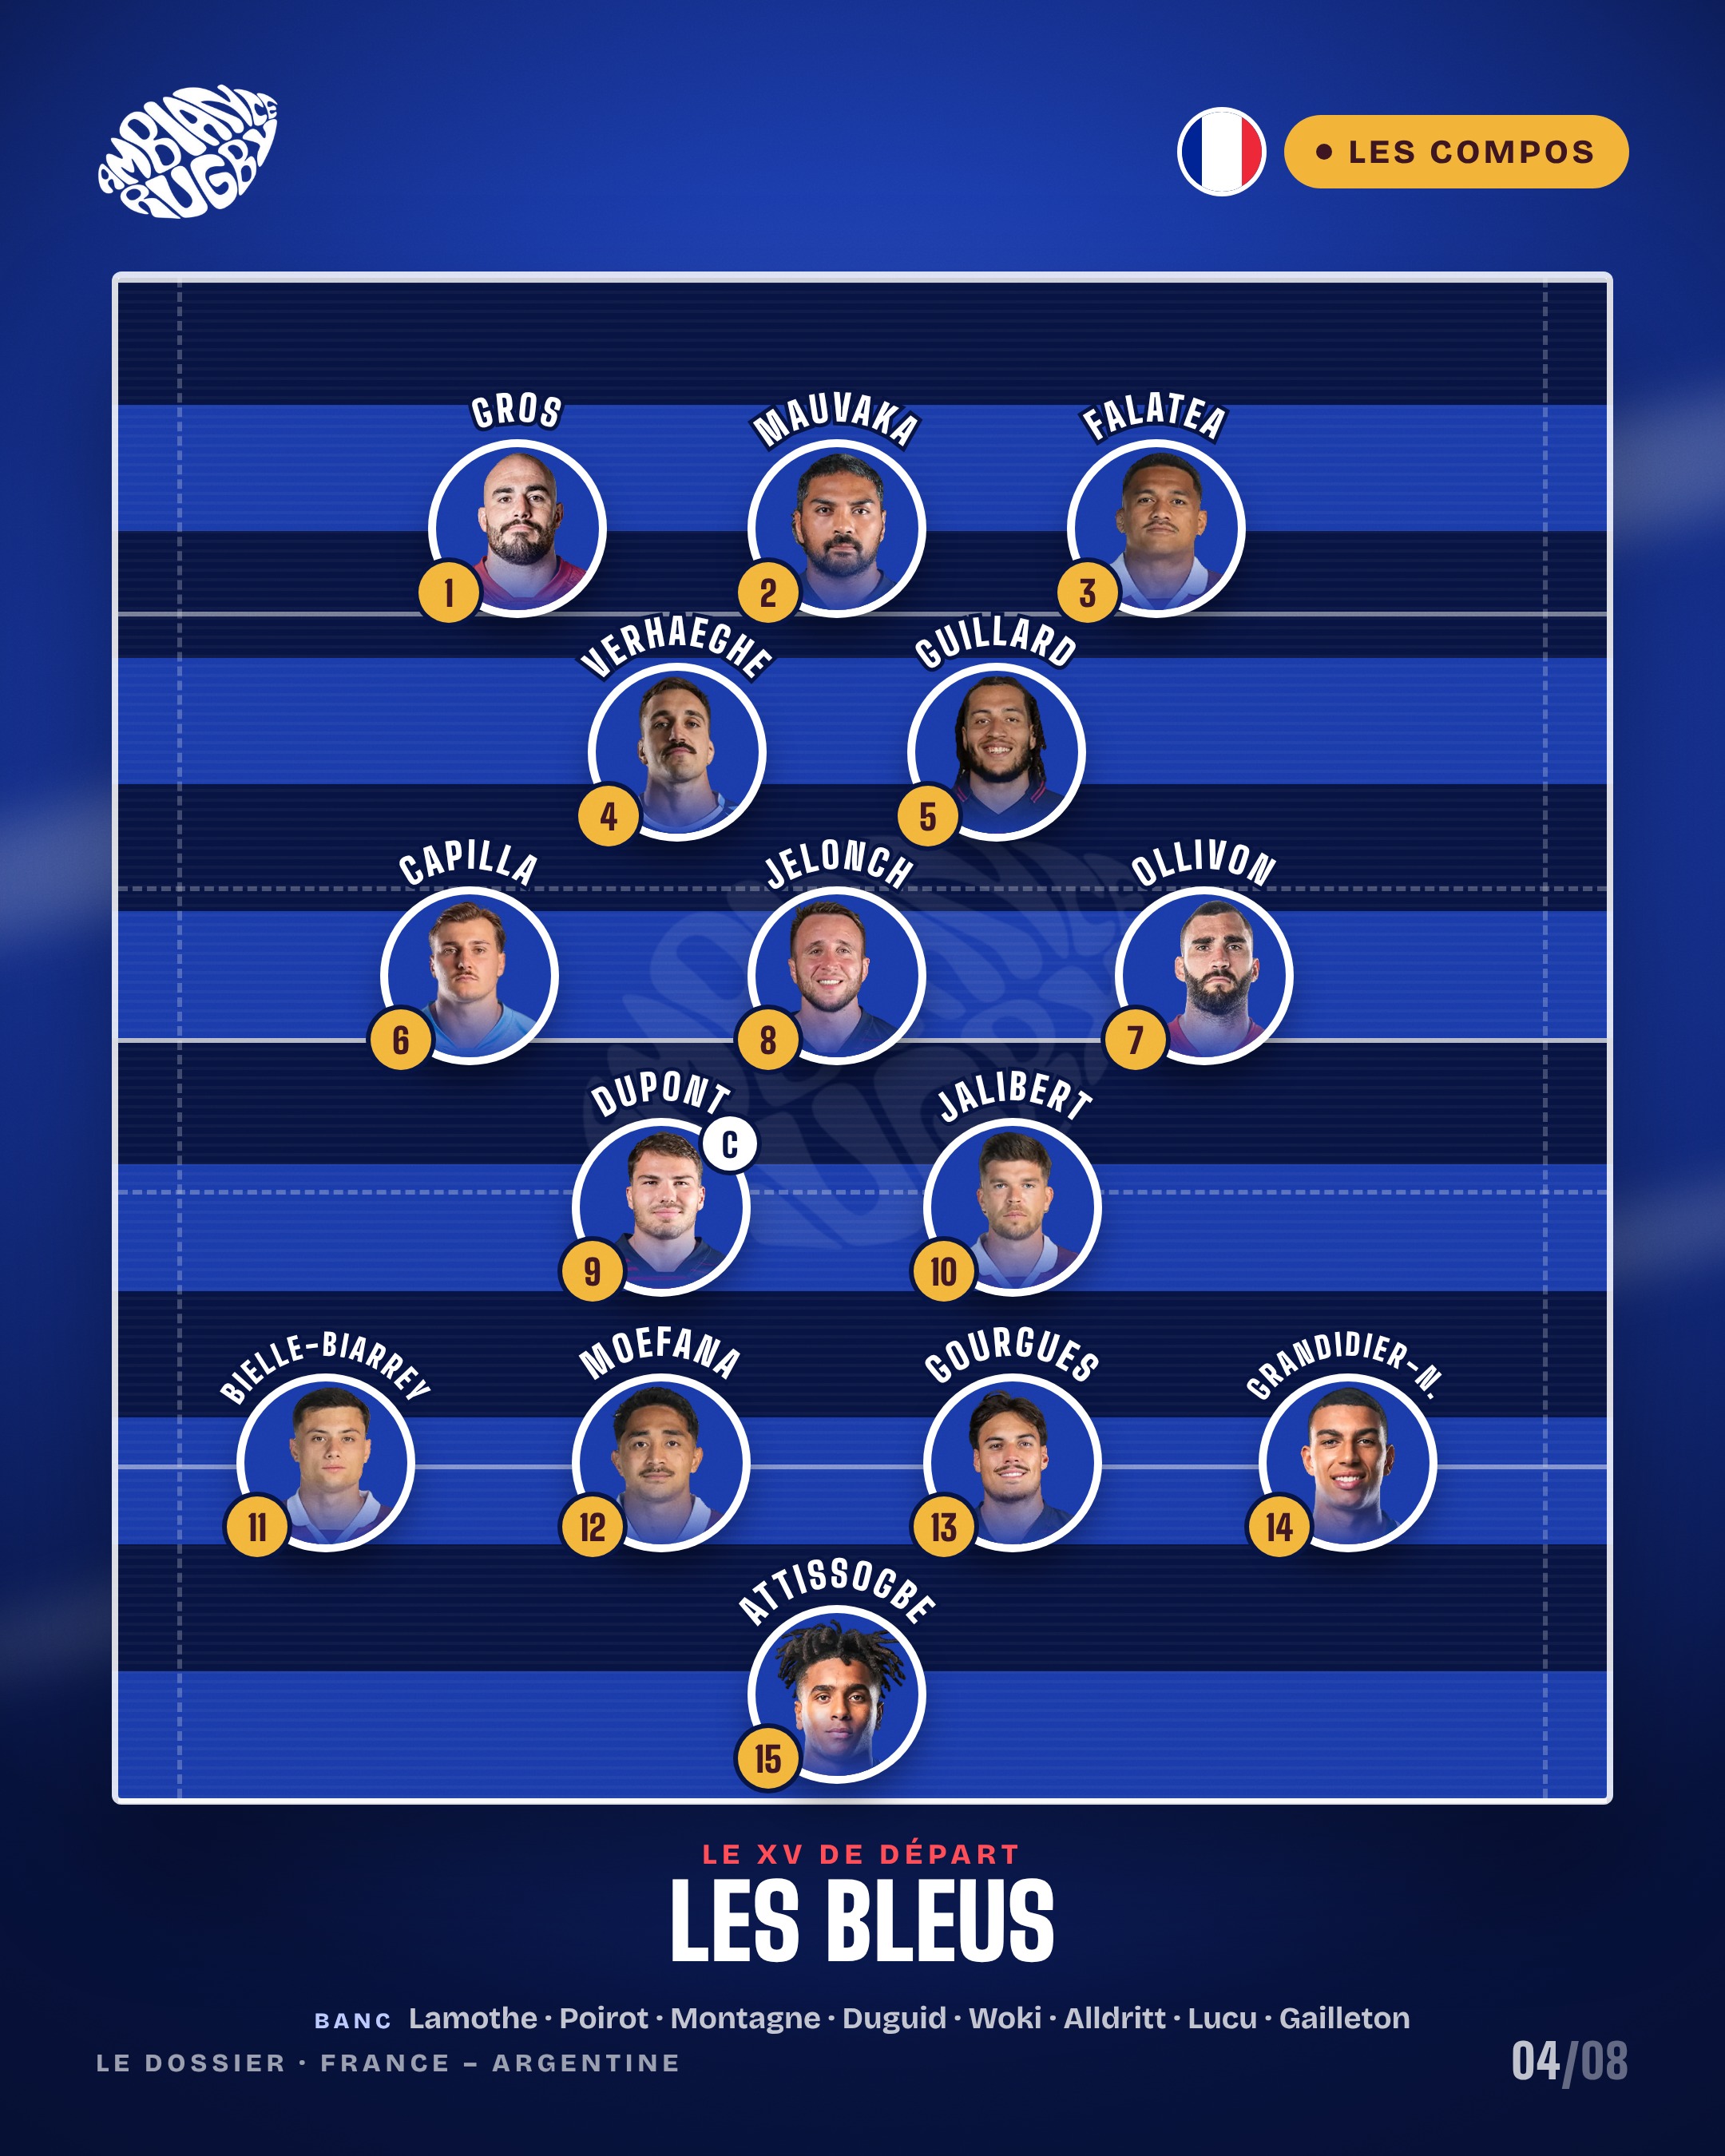 AMBIANCE
RUGBY
LES COMPOS
GROS
MAUVAKA
FALATEA
1
2
3
VERHAEGHE
GUILLARD
4
5
CAPILLA
JELONCH
OLLIVON
6
8
7
DUPONT
JALIBERT
C
9
10
BIELLE-BIARREY
MOEFANA
GOURGUES
GRANDIDIER-N.
11
12
13
14
ATTISSOGBE
15
LE XV DE DÉPART
LES BLEUS
BANC Lamothe · Poirot · Montagne · Duguid · Woki · Alldritt · Lucu · Gailleton
LE DOSSIER · FRANCE – ARGENTINE
04/08